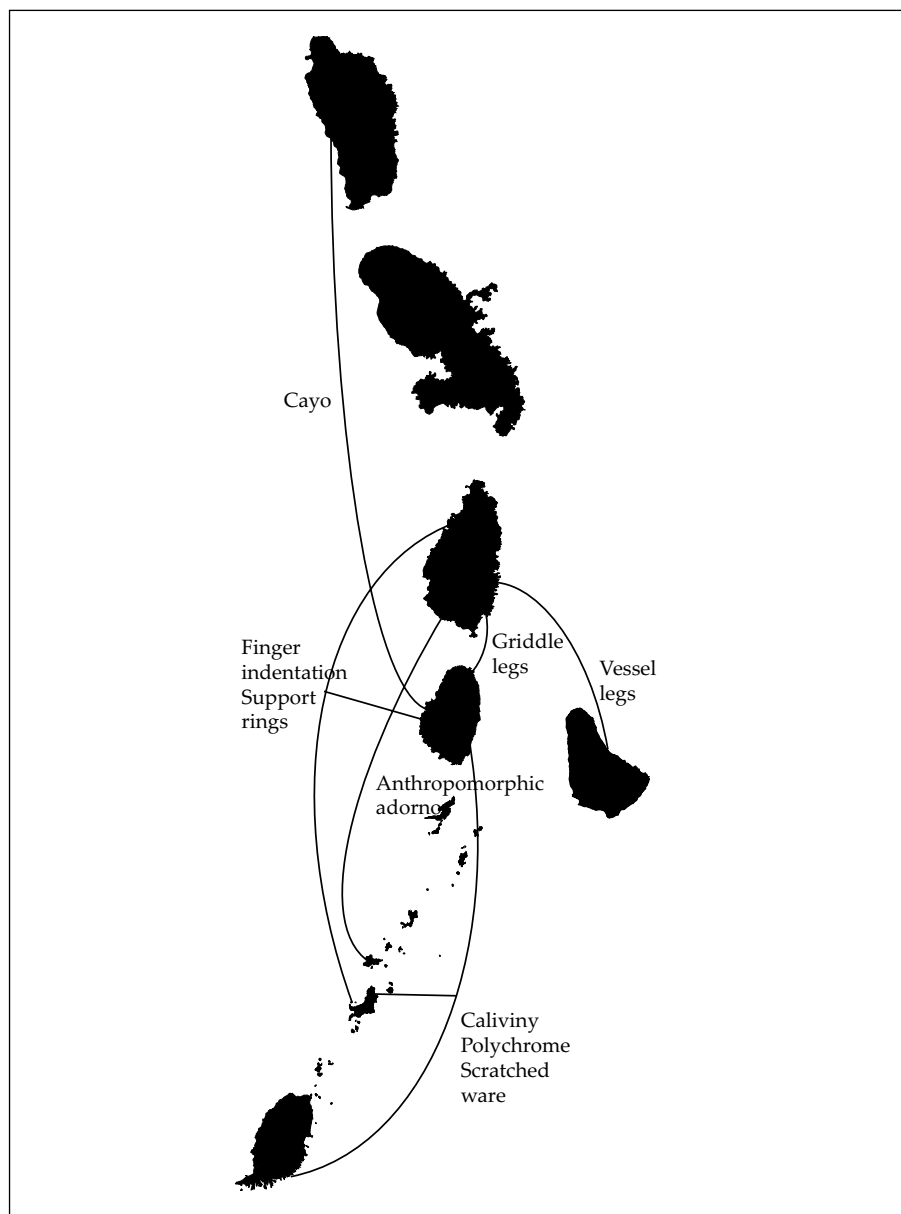 Cayo
Finger
indentation
Support
rings
Griddle
legs
Vessel
legs
Anthropomorphic
adorno
Caliviny
Polychrome
Scratched
ware